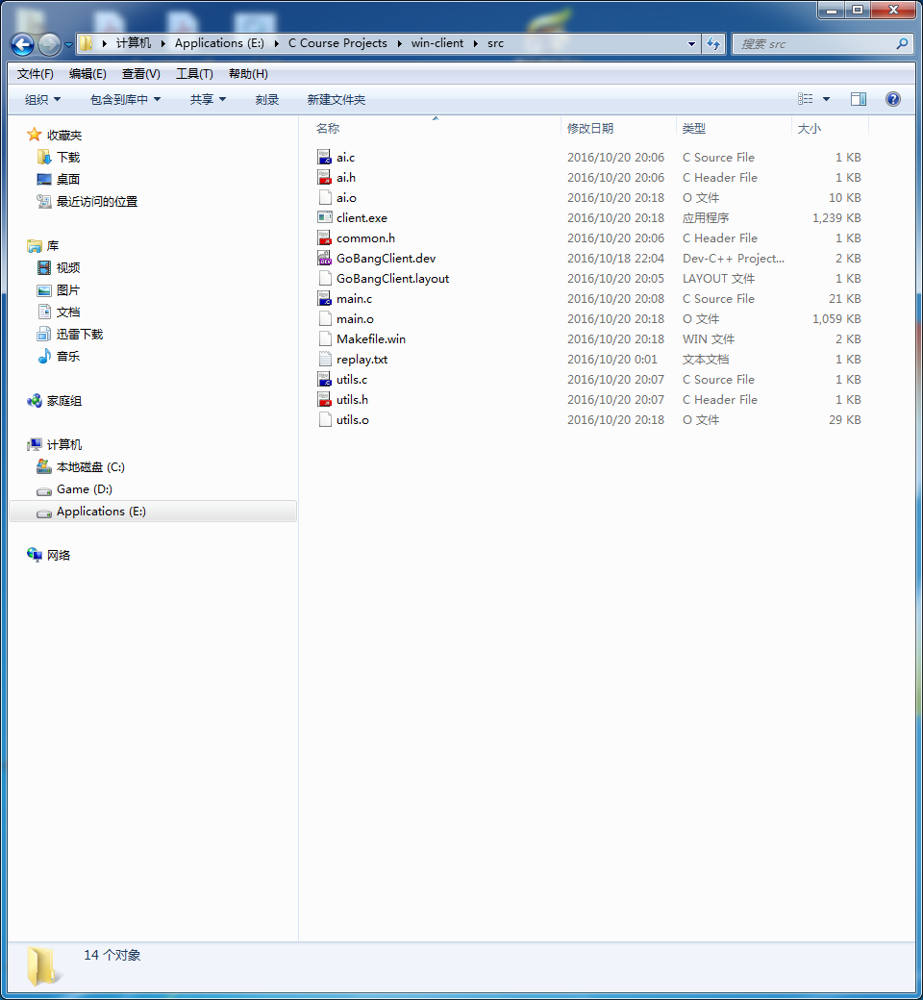 计算机 Applications (E:) C Course Projects win-client src 搜索 src
文件(F) 编辑(E) 查看(V) 工具(T) 帮助(H)
组织 包含到库中 共享 刻录 新建文件夹
收藏夹
下载
桌面
最近访问的位置
库
视频
图片
文档
迅雷下载
音乐
家庭组
计算机
本地磁盘 (C:)
Game (D:)
Applications (E:)
网络
名称 修改日期 类型 大小
ai.c 2016/10/20 20:06 C Source File 1 KB
ai.h 2016/10/20 20:06 C Header File 1 KB
ai.o 2016/10/20 20:18 O 文件 10 KB
client.exe 2016/10/20 20:18 应用程序 1,239 KB
common.h 2016/10/20 20:06 C Header File 1 KB
GoBangClient.dev 2016/10/18 22:04 Dev-C++ Project... 2 KB
GoBangClient.layout 2016/10/20 20:05 LAYOUT 文件 1 KB
main.c 2016/10/20 20:08 C Source File 21 KB
main.o 2016/10/20 20:18 O 文件 1,059 KB
Makefile.win 2016/10/20 20:18 WIN 文件 2 KB
replay.txt 2016/10/20 0:01 文本文档 1 KB
utils.c 2016/10/20 20:07 C Source File 1 KB
utils.h 2016/10/20 20:07 C Header File 1 KB
utils.o 2016/10/20 20:18 O 文件 29 KB
14 个对象